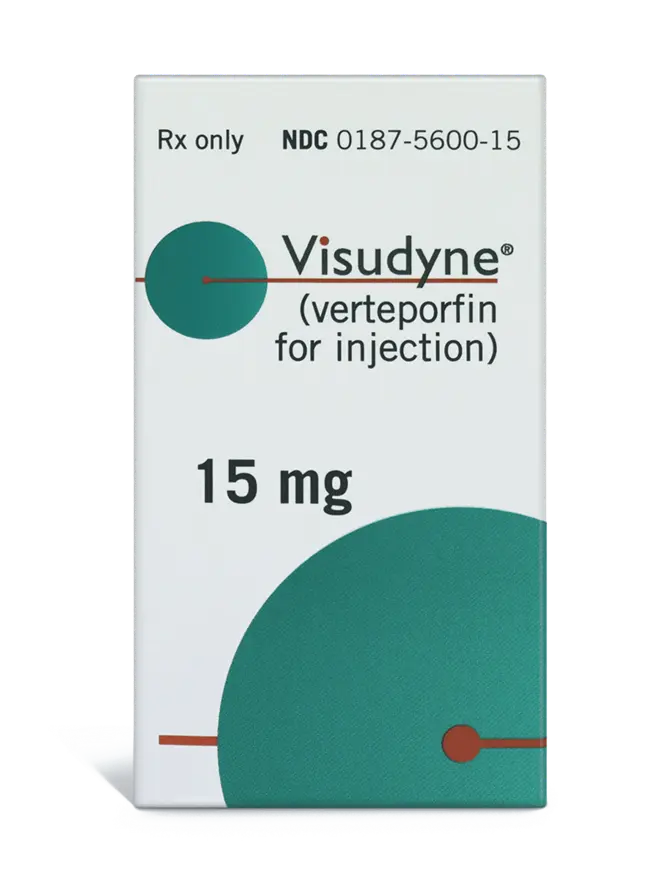 Rx only NDC 0187-5600-15
Visudyne®
(verteporfin
for injection)
15 mg